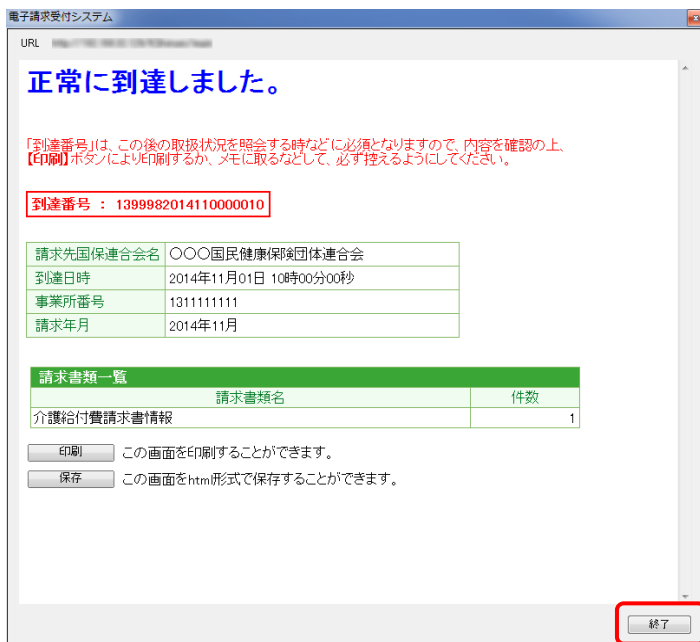 電子請求受付システム
URL
正常に到達しました。
「到達番号」は、この後の取扱状況を照会する時などに必須となりますので、内容を確認の上、
【印刷】ボタンにより印刷するか、メモに取るなどして、必ず控えるようにしてください。
到達番号 : 1399982014110000010
請求先国保連合会名 〇〇〇国民健康保険団体連合会
到達日時 2014年11月01日 10時00分00秒
事業所番号 1311111111
請求年月 2014年11月
請求書類一覧
請求書類名 件数
介護給付費請求書情報 1
印刷 この画面を印刷することができます。
保存 この画面をhtml形式で保存することができます。
終了